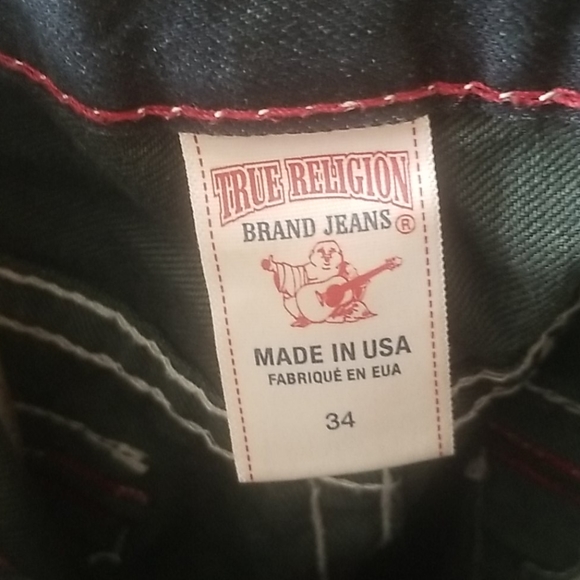 TRUE RELIGION
BRAND JEANS ®
MADE IN USA
FABRIQUÉ EN EUA
34